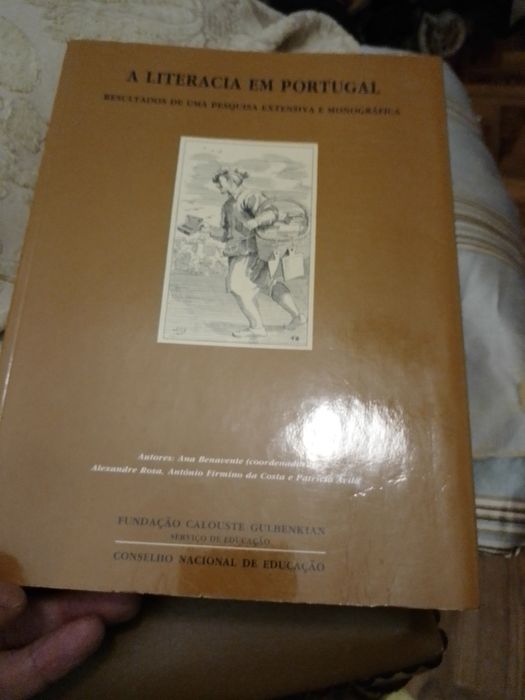 A LITERACIA EM PORTUGAL
RESULTADOS DE UMA PESQUISA EXTENSIVA E MONOGRÁFICA
Autores: Ana Benavente (coordenadora)
Alexandre Rosa, António Firmino da Costa e Patrícia Ávila
FUNDAÇÃO CALOUSTE GULBENKIAN
SERVIÇO DE EDUCAÇÃO
CONSELHO NACIONAL DE EDUCAÇÃO